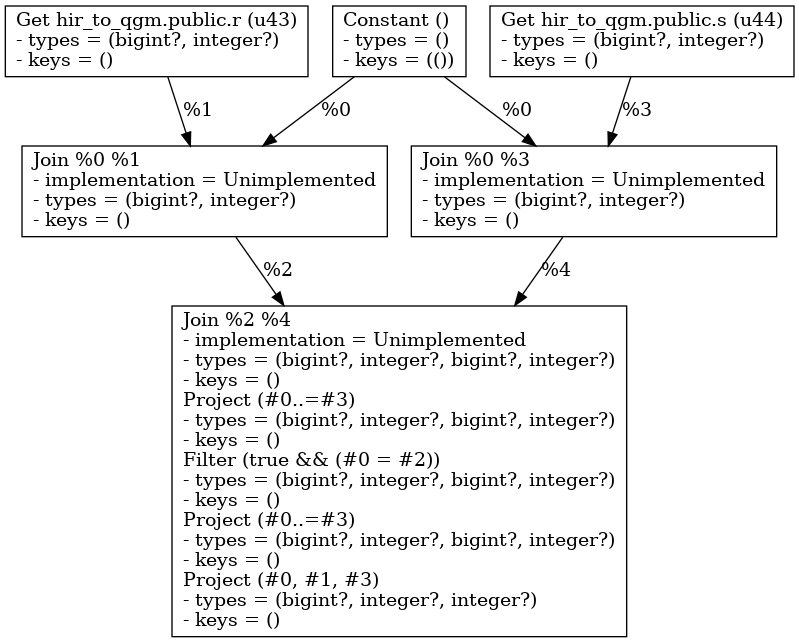 Get hir_to_qgm.public.r (u43)
- types = (bigint?, integer?)
- keys = ()
Constant ()
- types = ()
- keys = (())
Get hir_to_qgm.public.s (u44)
- types = (bigint?, integer?)
- keys = ()
%1
%0
%0
%3
Join %0 %1
- implementation = Unimplemented
- types = (bigint?, integer?)
- keys = ()
Join %0 %3
- implementation = Unimplemented
- types = (bigint?, integer?)
- keys = ()
%2
%4
Join %2 %4
- implementation = Unimplemented
- types = (bigint?, integer?, bigint?, integer?)
- keys = ()
Project (#0..=#3)
- types = (bigint?, integer?, bigint?, integer?)
- keys = ()
Filter (true && (#0 = #2))
- types = (bigint?, integer?, bigint?, integer?)
- keys = ()
Project (#0..=#3)
- types = (bigint?, integer?, bigint?, integer?)
- keys = ()
Project (#0, #1, #3)
- types = (bigint?, integer?, integer?)
- keys = ()